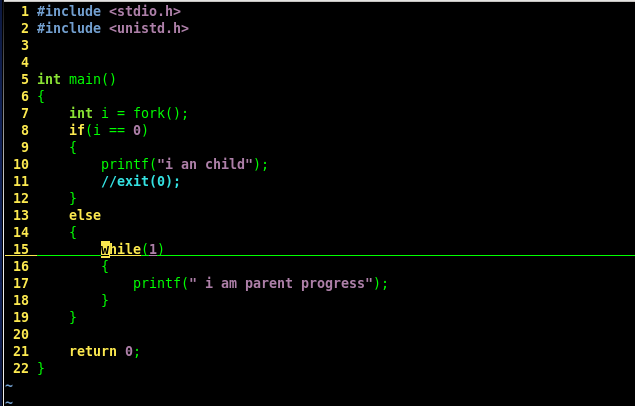 1 #include <stdio.h>
2 #include <unistd.h>
3
4
5 int main()
6 {
7     int i = fork();
8     if(i == 0)
9     {
10         printf("i an child");
11         //exit(0);
12     }
13     else
14     {
15         while(1)
16         {
17             printf(" i am parent progress");
18         }
19     }
20
21     return 0;
22 }
~
~